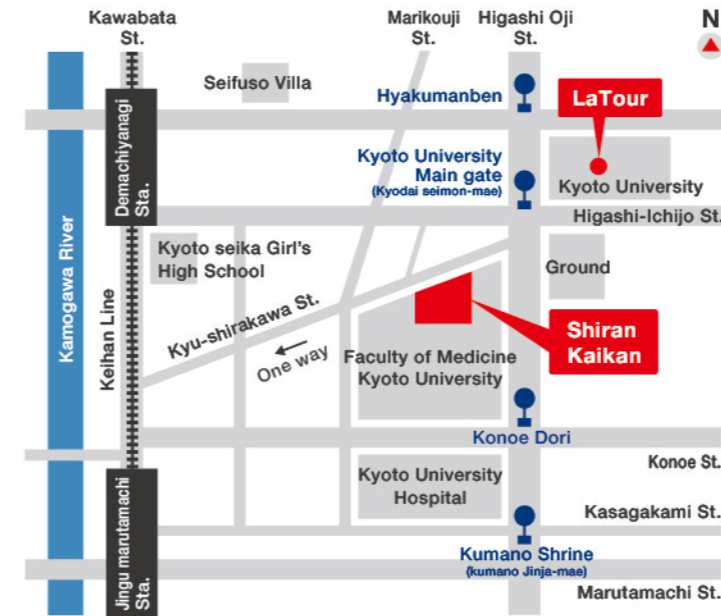 Kawabata
St.
Marikouji
St.
Higashi Oji
St.
N
Seifuso Villa
Hyakumanben
LaTour
Demachiyanagi
Sta.
Kyoto University
Main gate
(Kyodai seimon-mae)
Kyoto University
Higashi-Ichijo St.
Kamogawa River
Keihan Line
Kyoto seika Girl's
High School
Ground
Kyu-shirakawa St.
One way
Shiran
Kaikan
Faculty of Medicine
Kyoto University
Konoe Dori
Konoe St.
Kyoto University
Hospital
Kasagakami St.
Jingu marutamachi
Sta.
Kumano Shrine
(kumano Jinja-mae)
Marutamachi St.